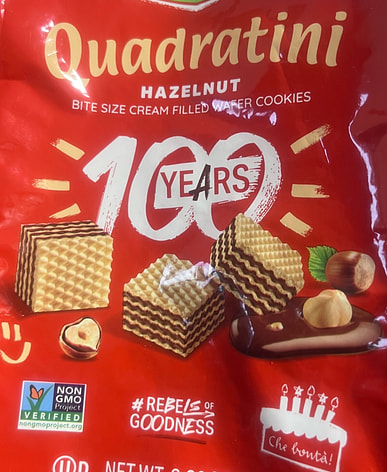 Quadratini
HAZELNUT
BITE SIZE CREAM FILLED WAFER COOKIES
100
YEARS
NON
GMO
Project
VERIFIED
nongmoproject.org
#REBELS OF
GOODNESS
Che bontà!
U D
NET WT